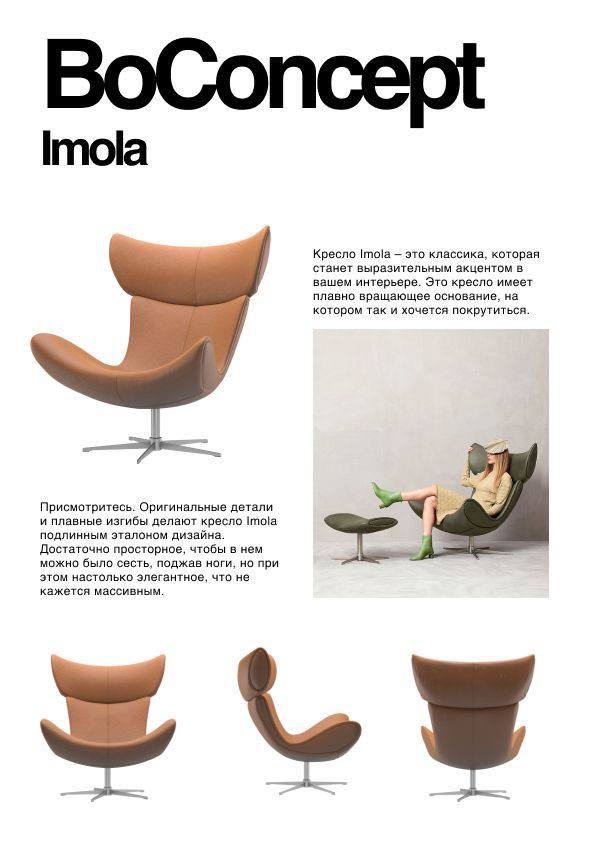 BoConcept
Imola
Кресло Imola – это классика, которая
станет выразительным акцентом в
вашем интерьере. Это кресло имеет
плавно вращающее основание, на
котором так и хочется покрутиться.
Присмотритесь. Оригинальные детали
и плавные изгибы делают кресло Imola
подлинным эталоном дизайна.
Достаточно просторное, чтобы в нем
можно было сесть, поджав ноги, но при
этом настолько элегантное, что не
кажется массивным.